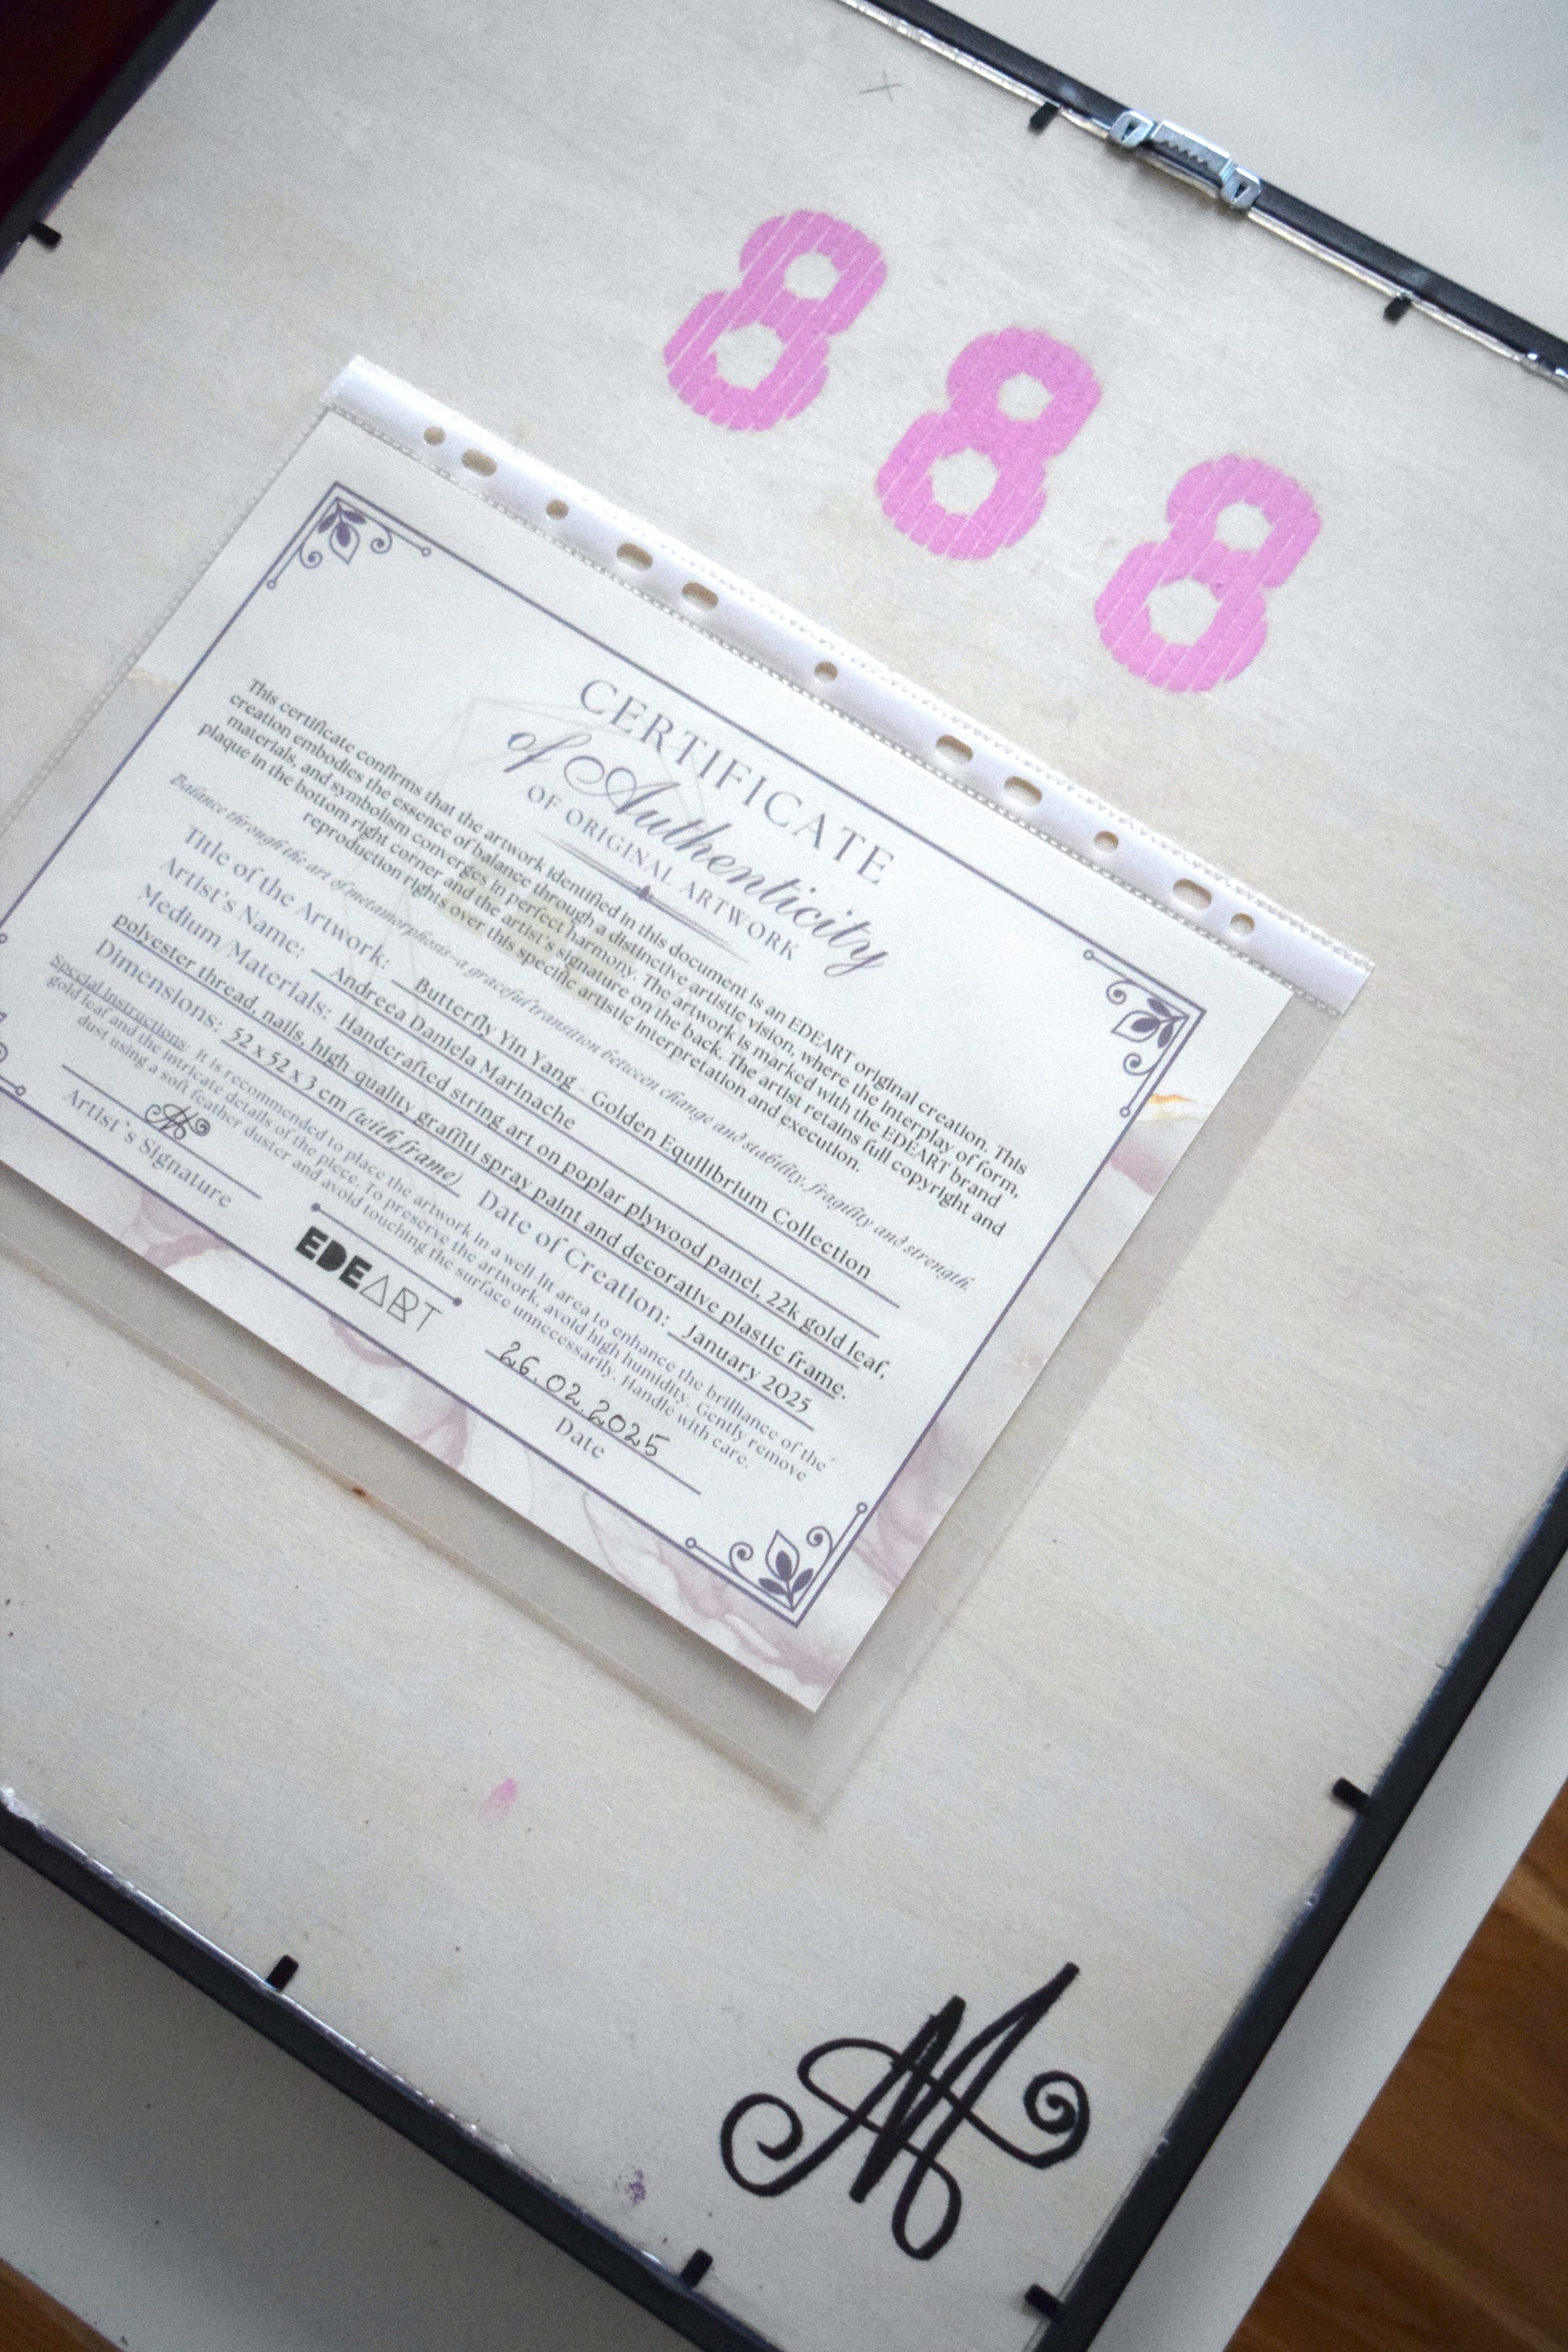 888
CERTIFICATE
of Authenticity
OF ORIGINAL ARTWORK
This certificate confirms that the artwork identified in this document is an EDEART original creation. This
creation embodies the essence of balance through a distinctive artistic vision, where the interplay of form,
materials, and symbolism converges in perfect harmony. The artwork is marked with the EDEART brand
plaque in the bottom right corner and the artist's signature on the back. The artist retains full copyright and
reproduction rights over this specific artistic interpretation and execution.
Balance through the art of metamorphosis-a graceful transition between change and stability, fragility and strength.
Title of the Artwork: Butterfly Yin Yang - Golden Equilibrium Collection
Artist's Name: Andreea Daniela Marinache
Medium/Materials: Handcrafted string art on poplar plywood panel, 22k gold leaf,
polyester thread, nails, high-quality graffiti spray paint and decorative plastic frame.
Dimensions: 52 x 52 x 3 cm (with frame) Date of Creation: January 2025
Special instructions: It is recommended to place the artwork in a well-lit area to enhance the brilliance of the
gold leaf and the intricate details of the piece. To preserve the artwork, avoid high humidity. Gently remove
dust using a soft feather duster and avoid touching the surface unnecessarily. Handle with care.
Artist`s Signature
EDEART
26.02.2025
Date